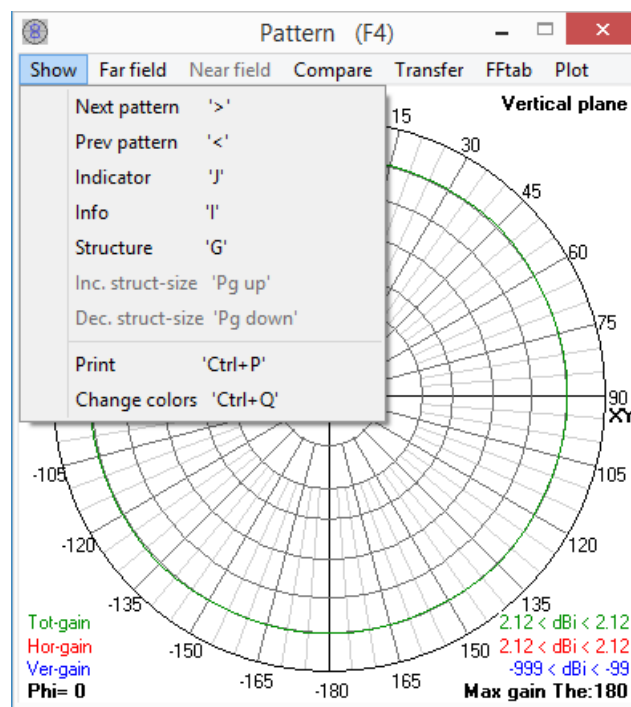 Pattern (F4)
Show Far field Near field Compare Transfer FFtab Plot
Next pattern '>'
Prev pattern '<'
Indicator 'J'
Info 'I'
Structure 'G'
Inc. struct-size 'Pg up'
Dec. struct-size 'Pg down'
Print 'Ctrl+P'
Change colors 'Ctrl+Q'
Vertical plane
15
30
45
60
75
90
XY
105
120
135
150
165
-180
-165
-150
-135
-120
-105
Tot-gain
Hor-gain
Ver-gain
Phi= 0
2.12 < dBi < 2.12
2.12 < dBi < 2.12
-999 < dBi < -99
Max gain The:180